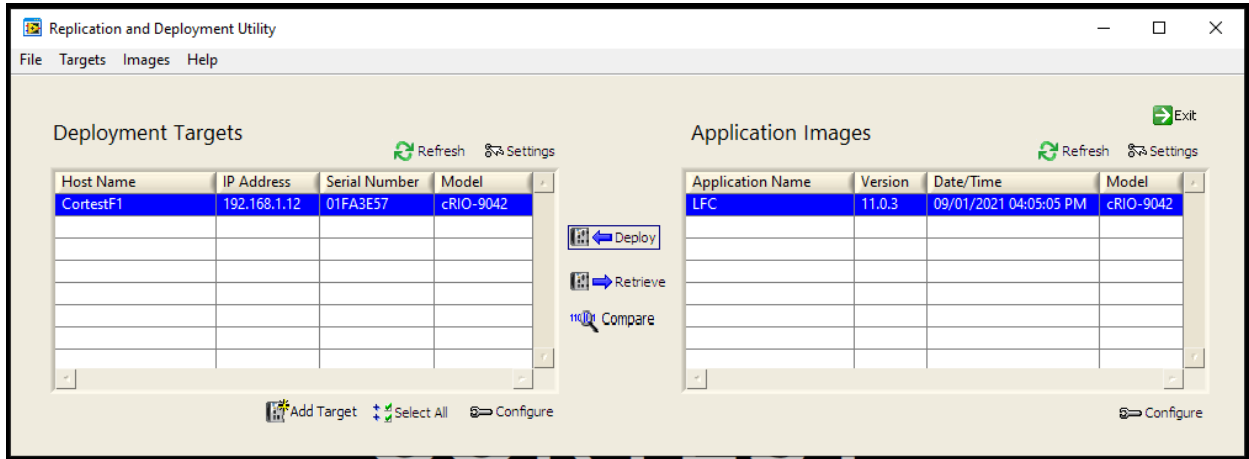 Replication and Deployment Utility
File Targets Images Help
Exit
Deployment Targets
Refresh Settings
Application Images
Refresh Settings
Host Name IP Address Serial Number Model
CortestF1 192.168.1.12 01FA3E57 cRIO-9042
Application Name Version Date/Time Model
LFC 11.0.3 09/01/2021 04:05:05 PM cRIO-9042
Deploy
Retrieve
Compare
Add Target Select All Configure
Configure